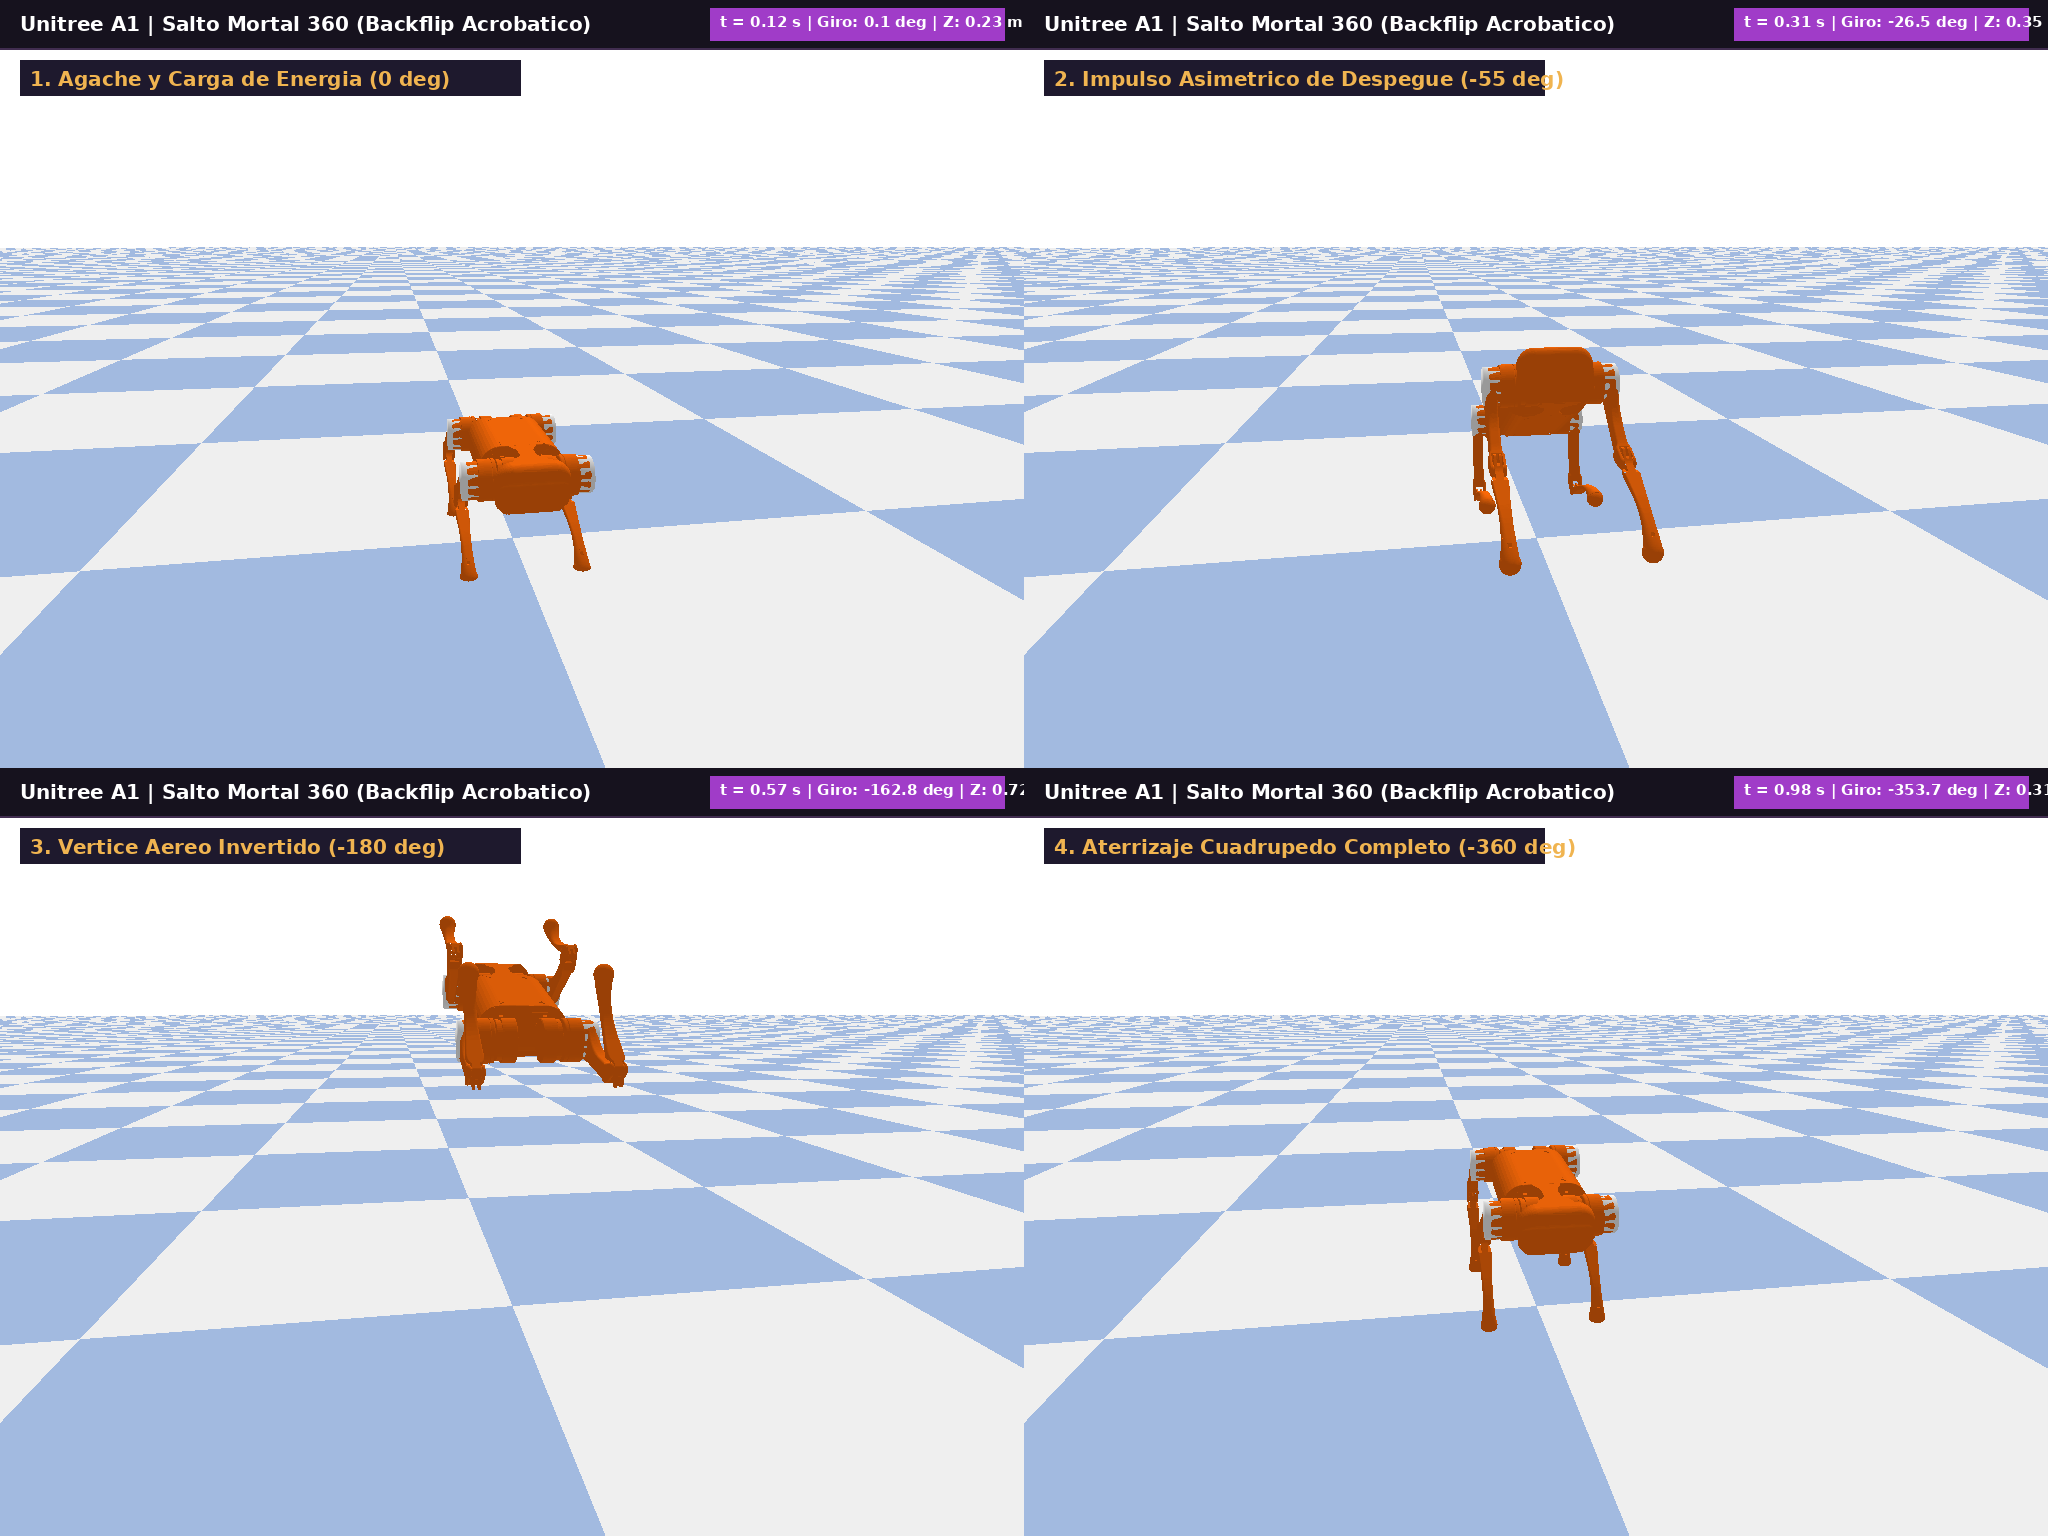 Unitree A1 | Salto Mortal 360 (Backflip Acrobatico)
t = 0.12 s | Giro: 0.1 deg | Z: 0.23 m
1. Agache y Carga de Energia (0 deg)
Unitree A1 | Salto Mortal 360 (Backflip Acrobatico)
t = 0.31 s | Giro: -26.5 deg | Z: 0.35
2. Impulso Asimetrico de Despegue (-55 deg)
Unitree A1 | Salto Mortal 360 (Backflip Acrobatico)
t = 0.57 s | Giro: -162.8 deg | Z: 0.72
3. Vertice Aereo Invertido (-180 deg)
Unitree A1 | Salto Mortal 360 (Backflip Acrobatico)
t = 0.98 s | Giro: -353.7 deg | Z: 0.31
4. Aterrizaje Cuadrupedo Completo (-360 deg)